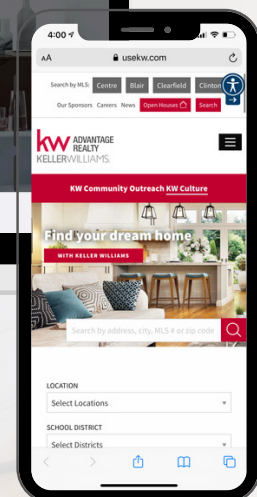 4:00
AA usekw.com
Search by MLS: Centre Blair Clearfield Clinton
Our Sponsors Careers News Open Houses Search
kw ADVANTAGE
REALTY
KELLERWILLIAMS.
KW Community Outreach KW Culture
Find your dream home
WITH KELLER WILLIAMS
Search by address, city, MLS # or zip code
LOCATION
Select Locations
SCHOOL DISTRICT
Select Districts